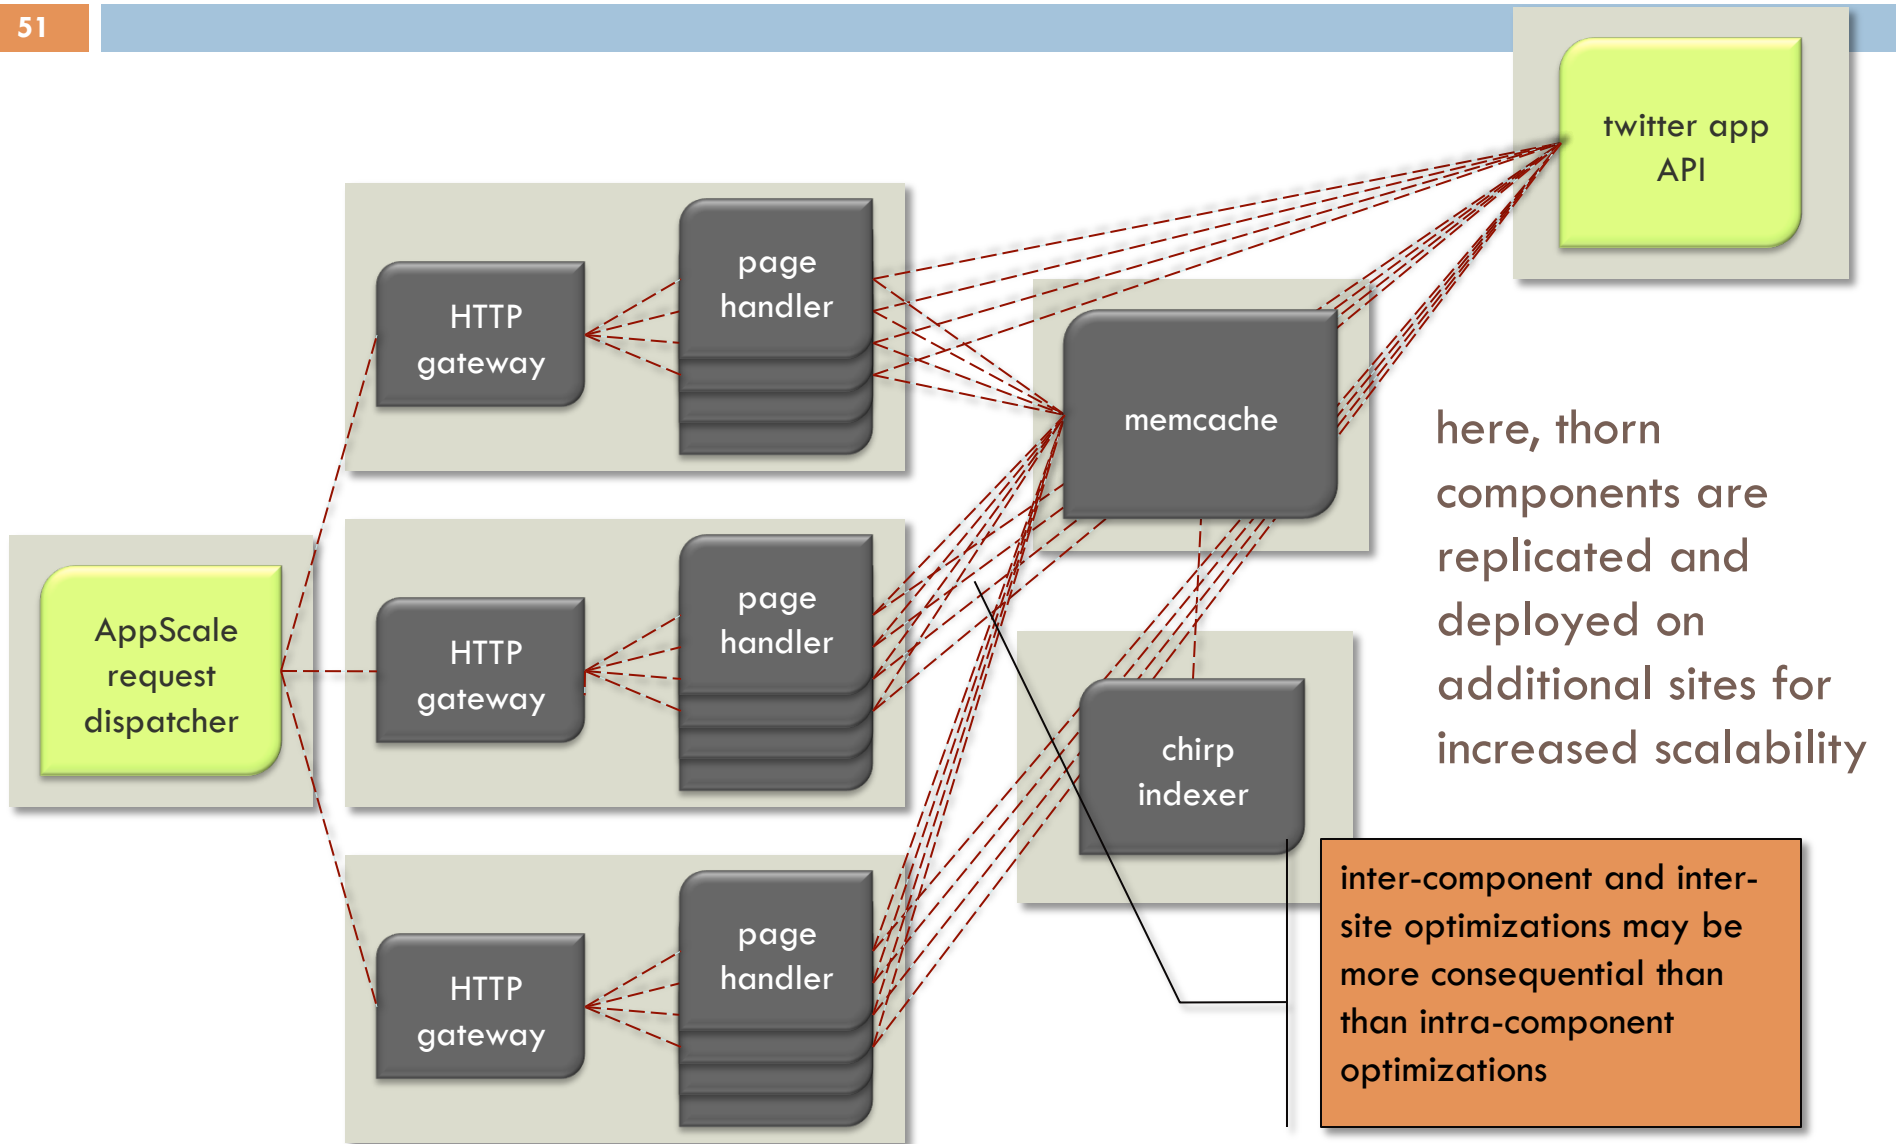 51
twitter app
API
page
handler
HTTP
gateway
memcache
here, thorn
components are
replicated and
deployed on
additional sites for
increased scalability
AppScale
request
dispatcher
page
handler
HTTP
gateway
chirp
indexer
inter-component and inter-
site optimizations may be
more consequential than
than intra-component
optimizations
page
handler
HTTP
gateway